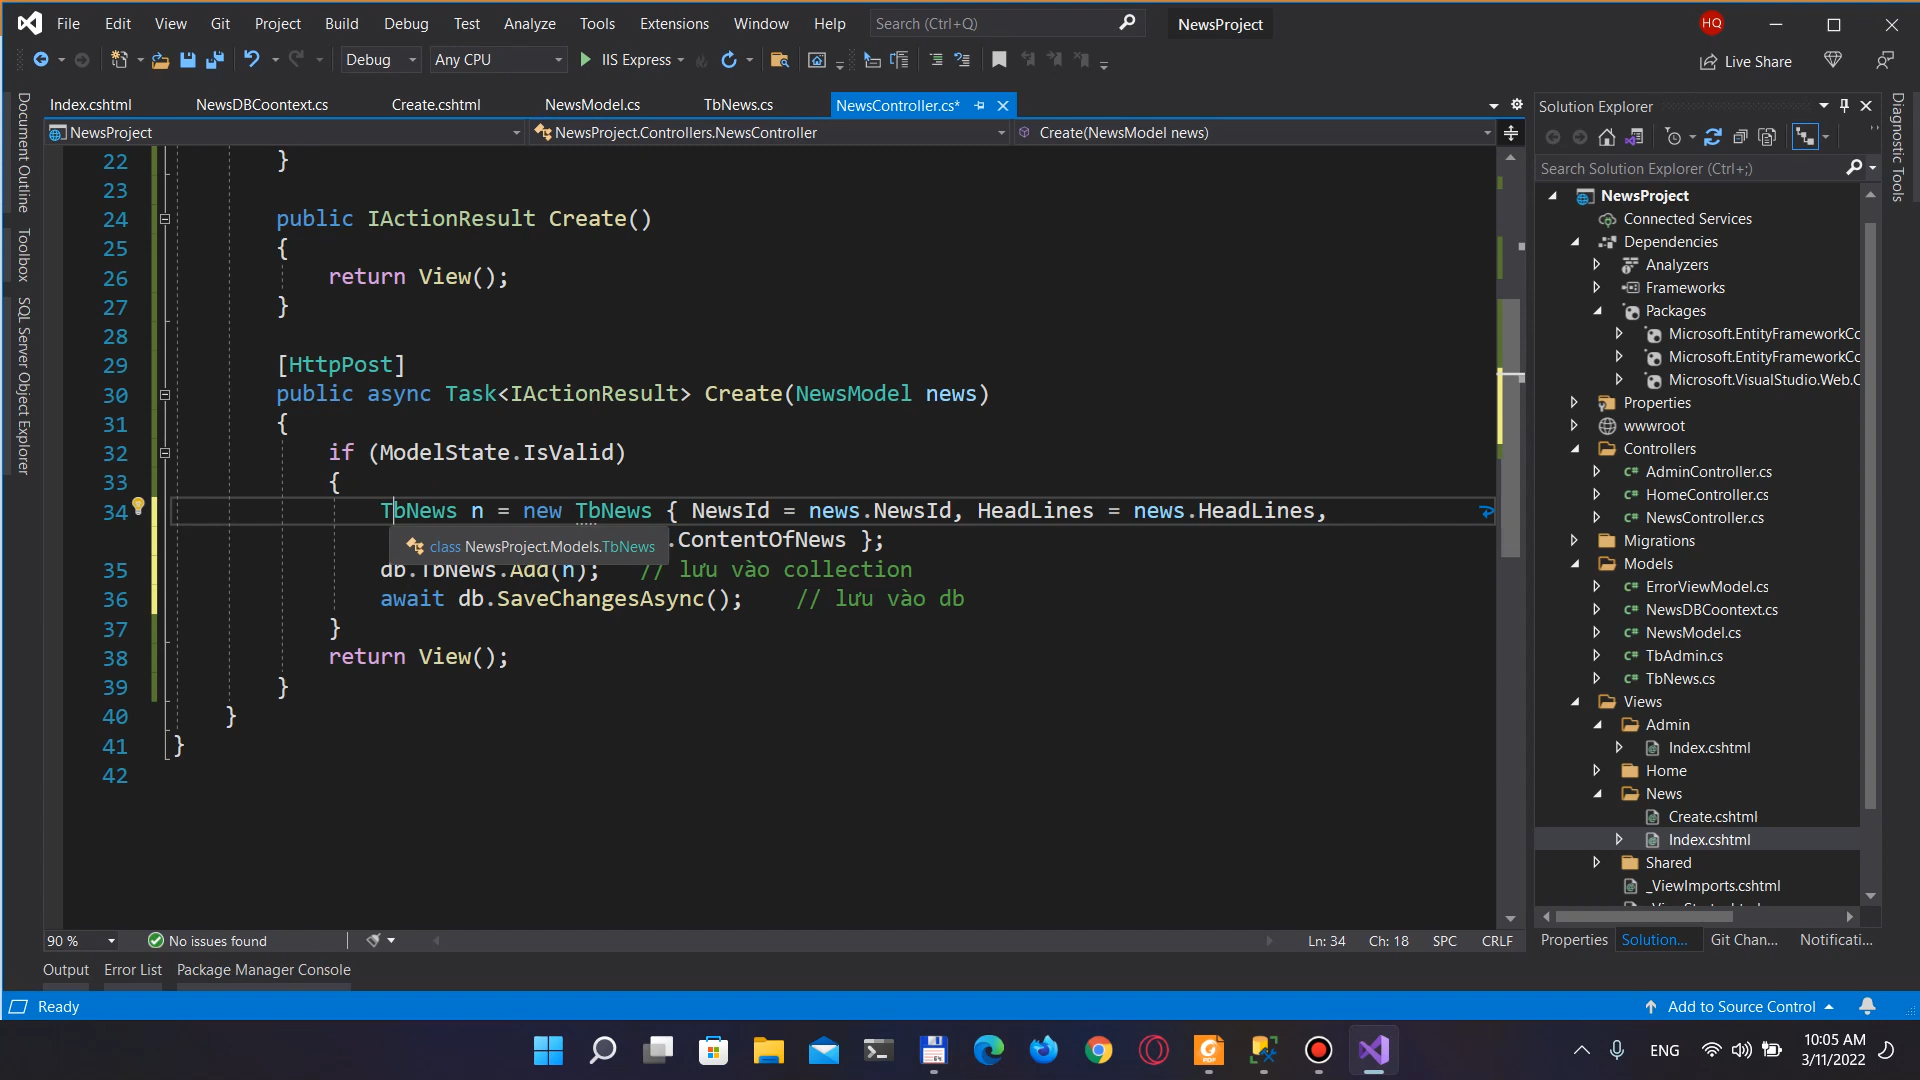 File Edit View Git Project Build Debug Test Analyze Tools Extensions Window Help Search (Ctrl+Q) NewsProject HQ
Debug Any CPU IIS Express Live Share
Index.cshtml NewsDBCoontext.cs Create.cshtml NewsModel.cs TbNews.cs NewsController.cs*
NewsProject NewsProject.Controllers.NewsController Create(NewsModel news)
Document Outline
Toolbox
SQL Server Object Explorer
22 }
23
24 public IActionResult Create()
25 {
26 return View();
27 }
28
29 [HttpPost]
30 public async Task<IActionResult> Create(NewsModel news)
31 {
32 if (ModelState.IsValid)
33 {
34 TbNews n = new TbNews { NewsId = news.NewsId, HeadLines = news.HeadLines,
class NewsProject.Models.TbNews .ContentOfNews };
35 db.TbNews.Add(n); // lưu vào collection
36 await db.SaveChangesAsync(); // lưu vào db
37 }
38 return View();
39 }
40 }
41 }
42
90 % No issues found Ln: 34 Ch: 18 SPC CRLF
Output Error List Package Manager Console
Solution Explorer
Search Solution Explorer (Ctrl+;)
NewsProject
Connected Services
Dependencies
Analyzers
Frameworks
Packages
Microsoft.EntityFrameworkCo
Microsoft.EntityFrameworkCo
Microsoft.VisualStudio.Web.C
Properties
wwwroot
Controllers
AdminController.cs
HomeController.cs
NewsController.cs
Migrations
Models
ErrorViewModel.cs
NewsDBCoontext.cs
NewsModel.cs
TbAdmin.cs
TbNews.cs
Views
Admin
Index.cshtml
Home
News
Create.cshtml
Index.cshtml
Shared
_ViewImports.cshtml
Properties Solution... Git Chan... Notificati...
Diagnostic Tools
Ready Add to Source Control
ENG 10:05 AM
3/11/2022